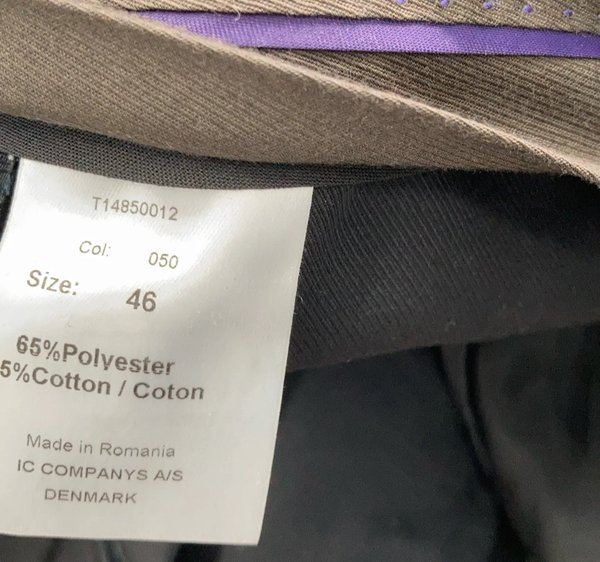 T14850012
Col: 050
Size: 46
65%Polyester
5%Cotton / Coton
Made in Romania
IC COMPANYS A/S
DENMARK